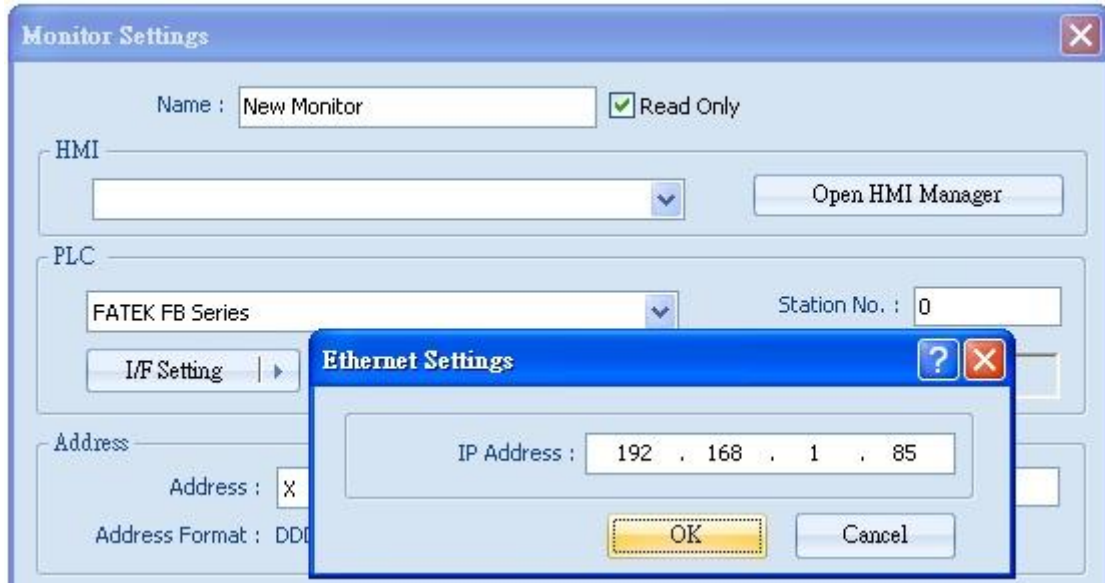 Monitor Settings
Name : New Monitor Read Only
HMI
Open HMI Manager
PLC
FATEK FB Series Station No. : 0
I/F Setting
Ethernet Settings
IP Address : 192 . 168 . 1 . 85
Address
Address : X
Address Format :
OK Cancel